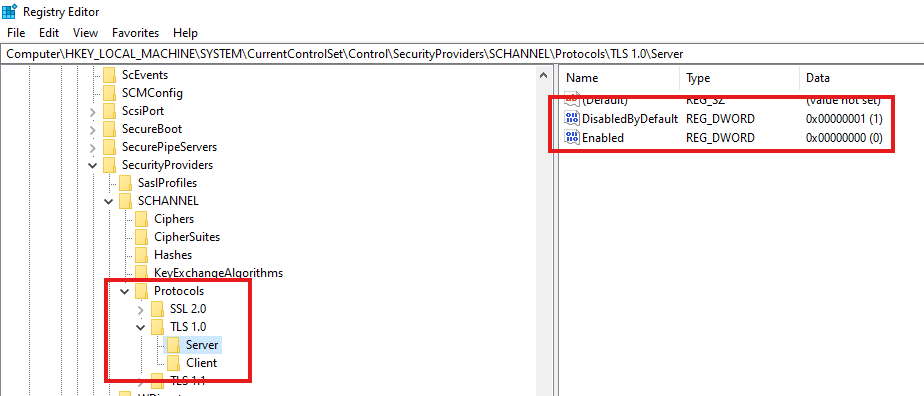 Registry Editor
File Edit View Favorites Help
Computer\HKEY_LOCAL_MACHINE\SYSTEM\CurrentControlSet\Control\SecurityProviders\SCHANNEL\Protocols\TLS 1.0\Server
ScEvents
SCMConfig
ScsiPort
SecureBoot
SecurePipeServers
SecurityProviders
SaslProfiles
SCHANNEL
Ciphers
CipherSuites
Hashes
KeyExchangeAlgorithms
Protocols
SSL 2.0
TLS 1.0
Server
Client
TLS 1.1
Name Type Data
(Default) REG_SZ (value not set)
DisabledByDefault REG_DWORD 0x00000001 (1)
Enabled REG_DWORD 0x00000000 (0)